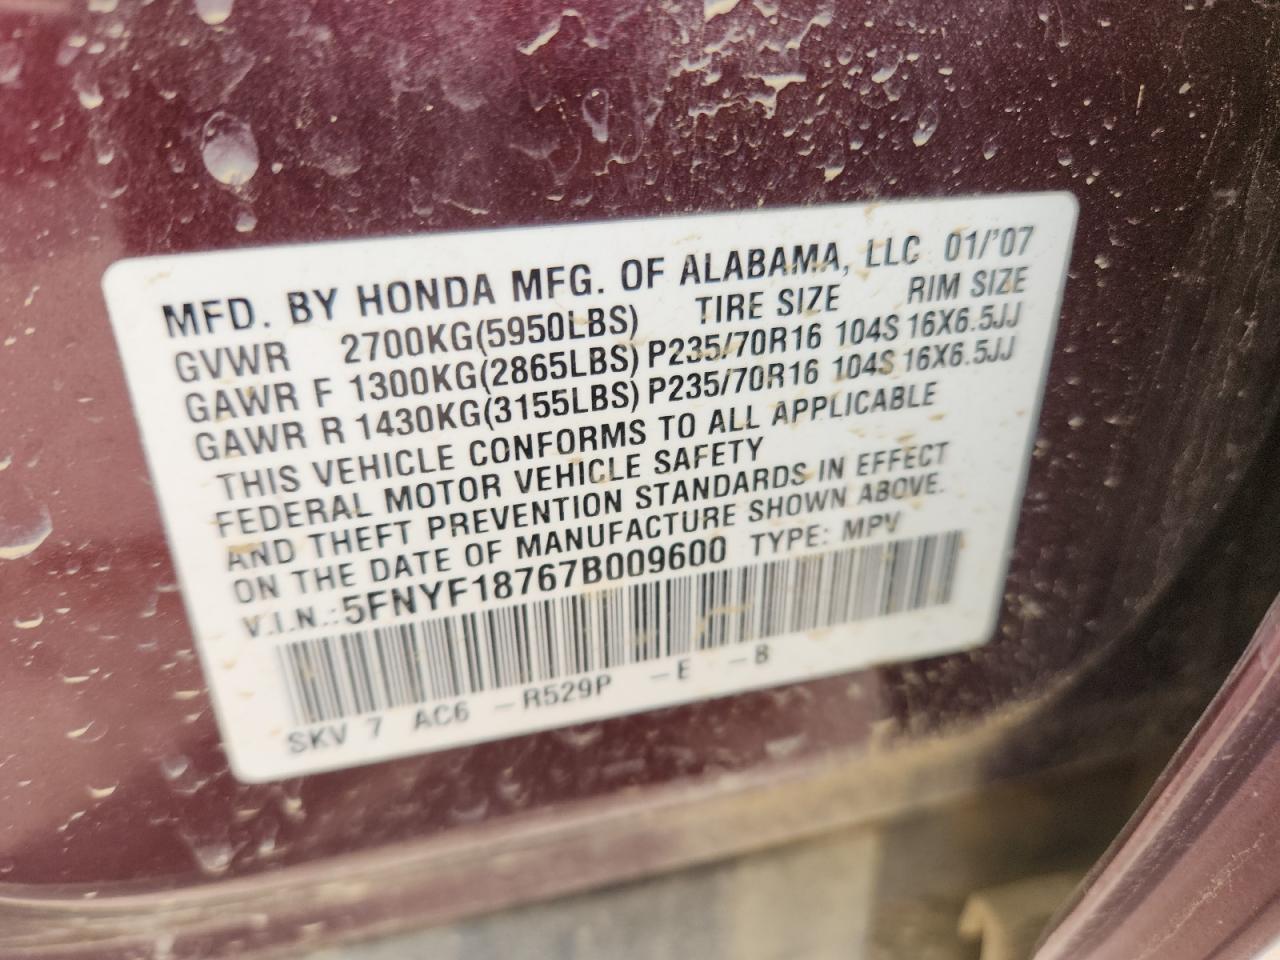 MFD. BY HONDA MFG. OF ALABAMA, LLC 01/'07
GVWR 2700KG(5950LBS) TIRE SIZE RIM SIZE
GAWR F 1300KG(2865LBS) P235/70R16 104S 16X6.5JJ
GAWR R 1430KG(3155LBS) P235/70R16 104S 16X6.5JJ
THIS VEHICLE CONFORMS TO ALL APPLICABLE
FEDERAL MOTOR VEHICLE SAFETY
AND THEFT PREVENTION STANDARDS IN EFFECT
ON THE DATE OF MANUFACTURE SHOWN ABOVE.
V.I.N.:5FNYF18767B009600 TYPE: MPV
SKV 7 AC6 -R529P -E -B